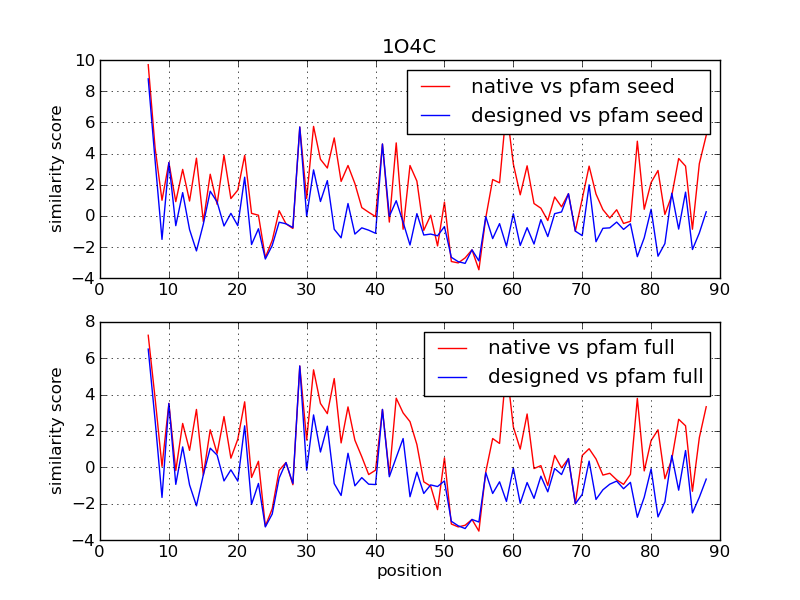 1O4C
10
8
6
4
2
0
−2
−4
similarity score
native vs pfam seed
designed vs pfam seed
0 10 20 30 40 50 60 70 80 90
8
6
4
2
0
−2
−4
similarity score
native vs pfam full
designed vs pfam full
0 10 20 30 40 50 60 70 80 90
position